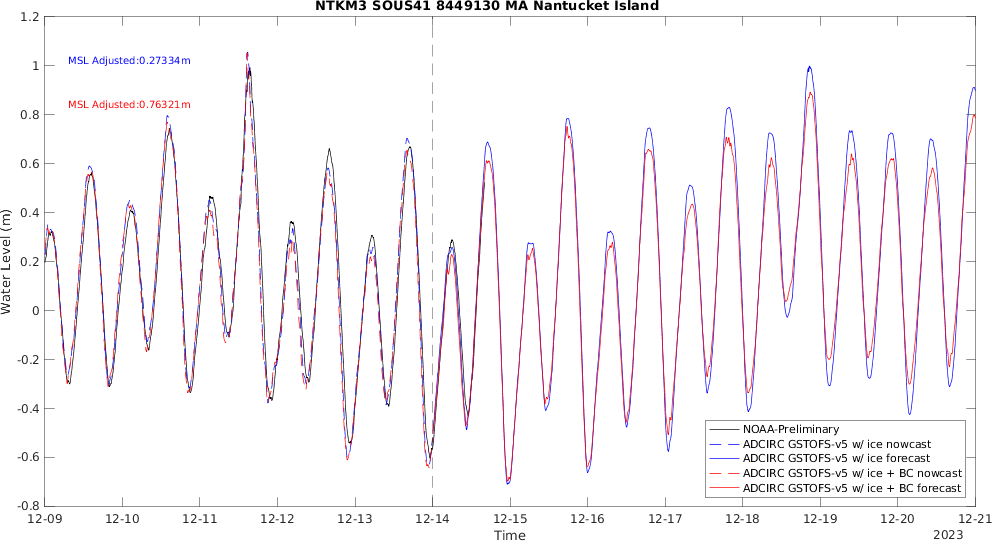 NTKM3 SOUS41 8449130 MA Nantucket Island
1.2
1
0.8
0.6
0.4
0.2
0
-0.2
-0.4
-0.6
-0.8
Water Level (m)
MSL Adjusted:0.27334m
MSL Adjusted:0.76321m
NOAA-Preliminary
ADCIRC GSTOFS-v5 w/ ice nowcast
ADCIRC GSTOFS-v5 w/ ice forecast
ADCIRC GSTOFS-v5 w/ ice + BC nowcast
ADCIRC GSTOFS-v5 w/ ice + BC forecast
12-09 12-10 12-11 12-12 12-13 12-14 12-15 12-16 12-17 12-18 12-19 12-20 12-21
Time
2023